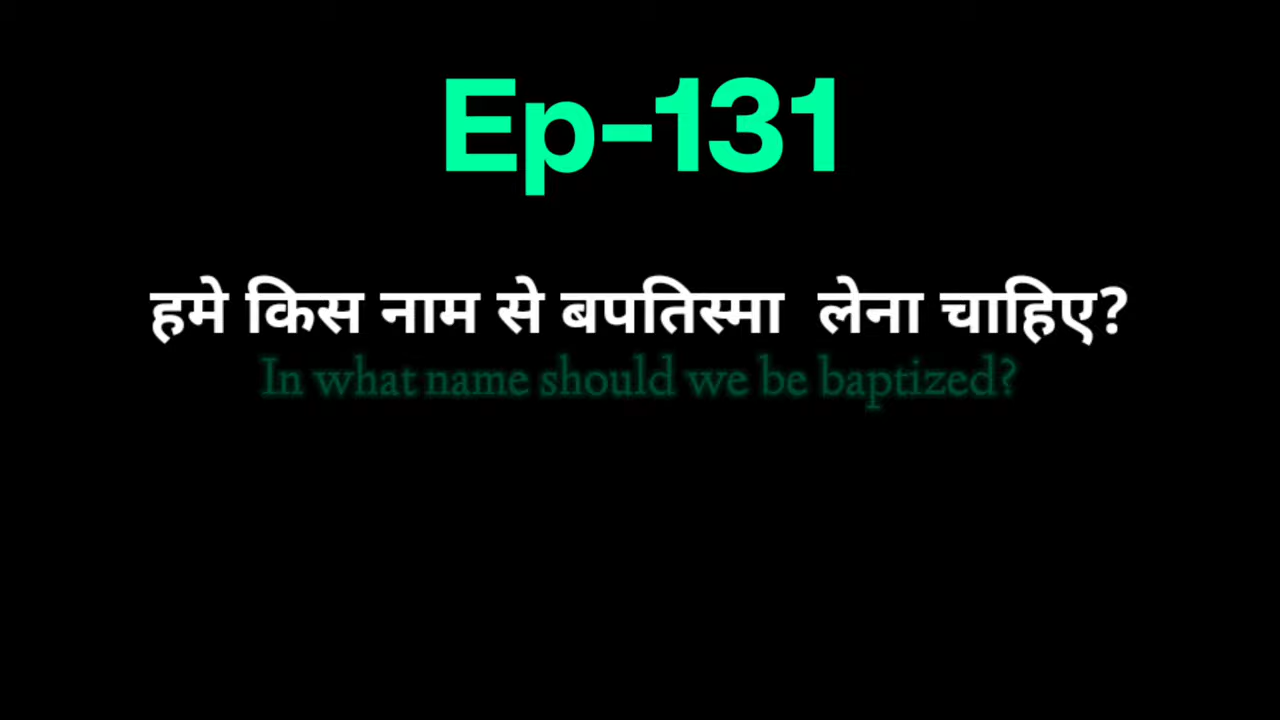 Ep-131
हमे किस नाम से बपतिस्मा लेना चाहिए?
In what name should we be baptized?